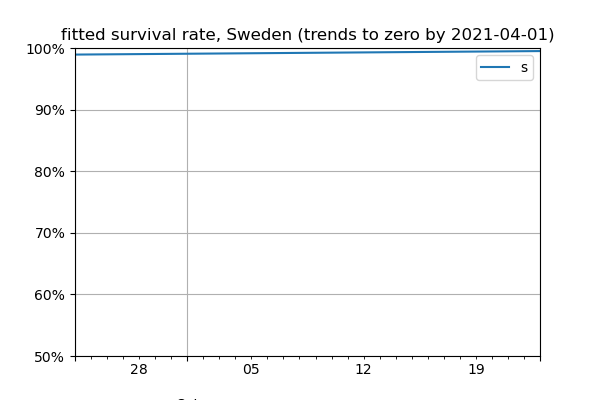 fitted survival rate, Sweden (trends to zero by 2021-04-01)
100%
s
90%
80%
70%
60%
50%
28 05 12 19